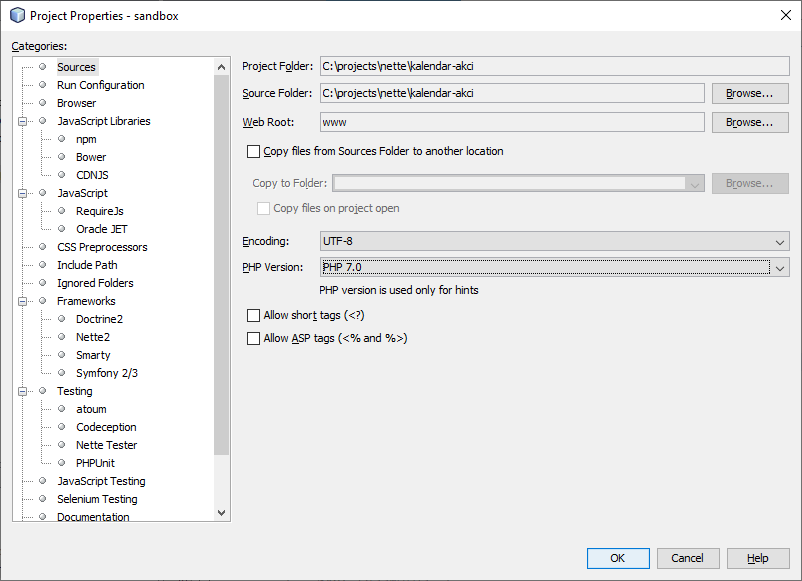 Project Properties - sandbox
Categories:
Sources
Run Configuration
Browser
JavaScript Libraries
npm
Bower
CDNJS
JavaScript
RequireJs
Oracle JET
CSS Preprocessors
Include Path
Ignored Folders
Frameworks
Doctrine2
Nette2
Smarty
Symfony 2/3
Testing
atoum
Codeception
Nette Tester
PHPUnit
JavaScript Testing
Selenium Testing
Documentation
Project Folder: C:\projects\nette\kalendar-akci
Source Folder: C:\projects\nette\kalendar-akci Browse...
Web Root: www Browse...
Copy files from Sources Folder to another location
Copy to Folder: Browse...
Copy files on project open
Encoding: UTF-8
PHP Version: PHP 7.0
PHP version is used only for hints
Allow short tags (<?)
Allow ASP tags (<% and %>)
OK Cancel Help